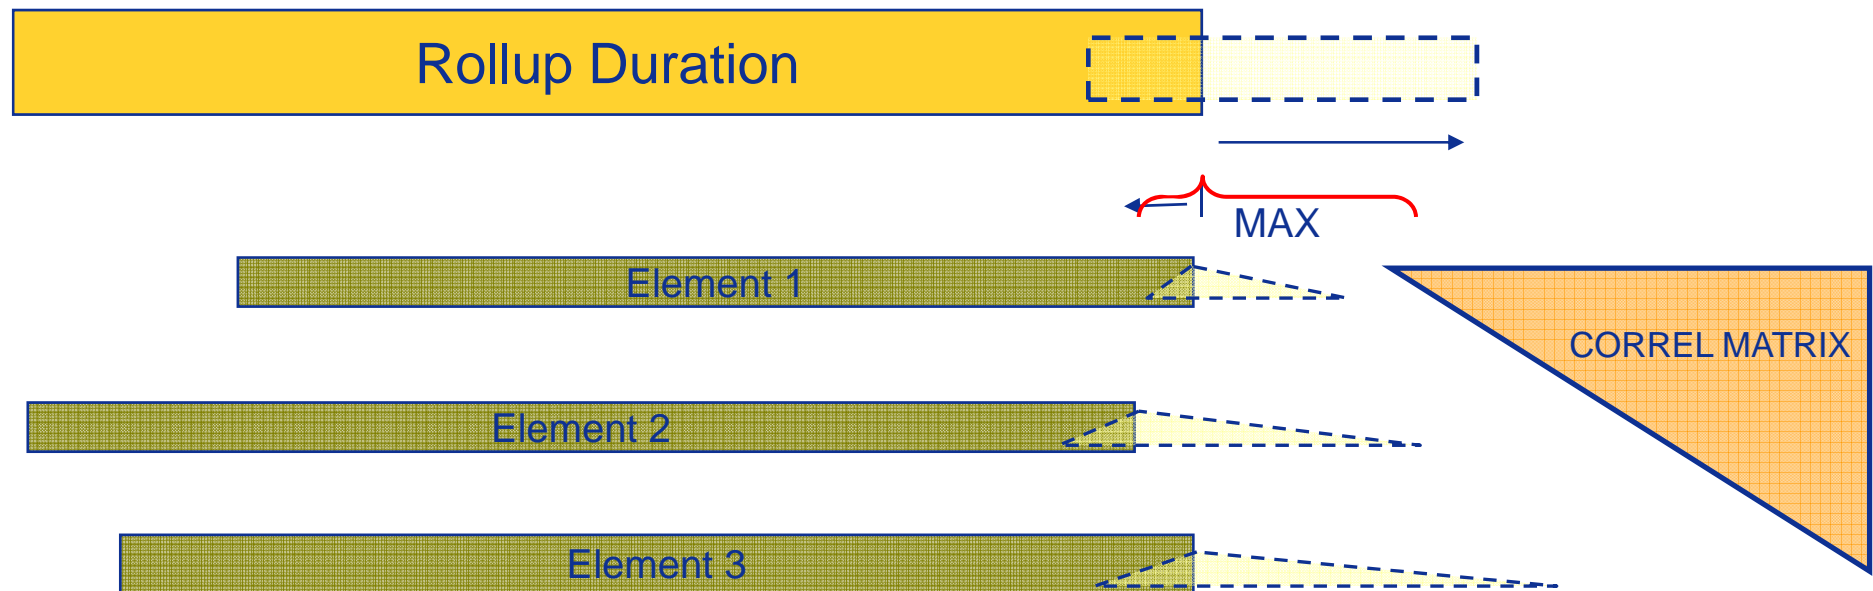 Rollup Duration
MAX
Element 1
CORREL MATRIX
Element 2
Element 3